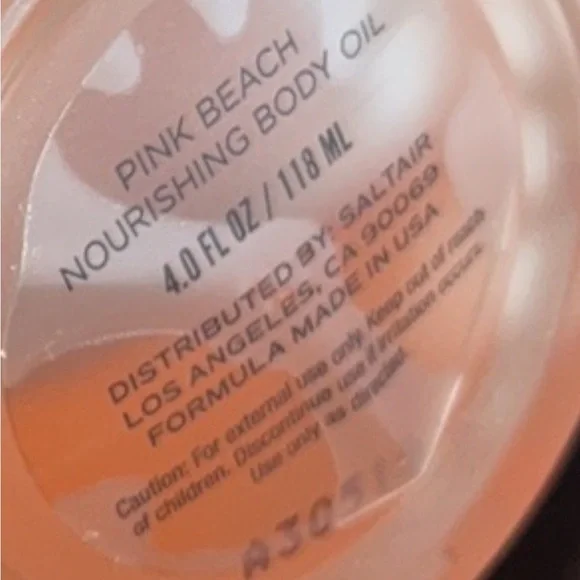 PINK BEACH
NOURISHING BODY OIL
4.0 FL OZ / 118 ML
DISTRIBUTED BY: SALTAIR
LOS ANGELES, CA 90069
FORMULA MADE IN USA
Caution: For external use only. Keep out of reach
of children. Discontinue use if irritation occurs.
Use only as directed.